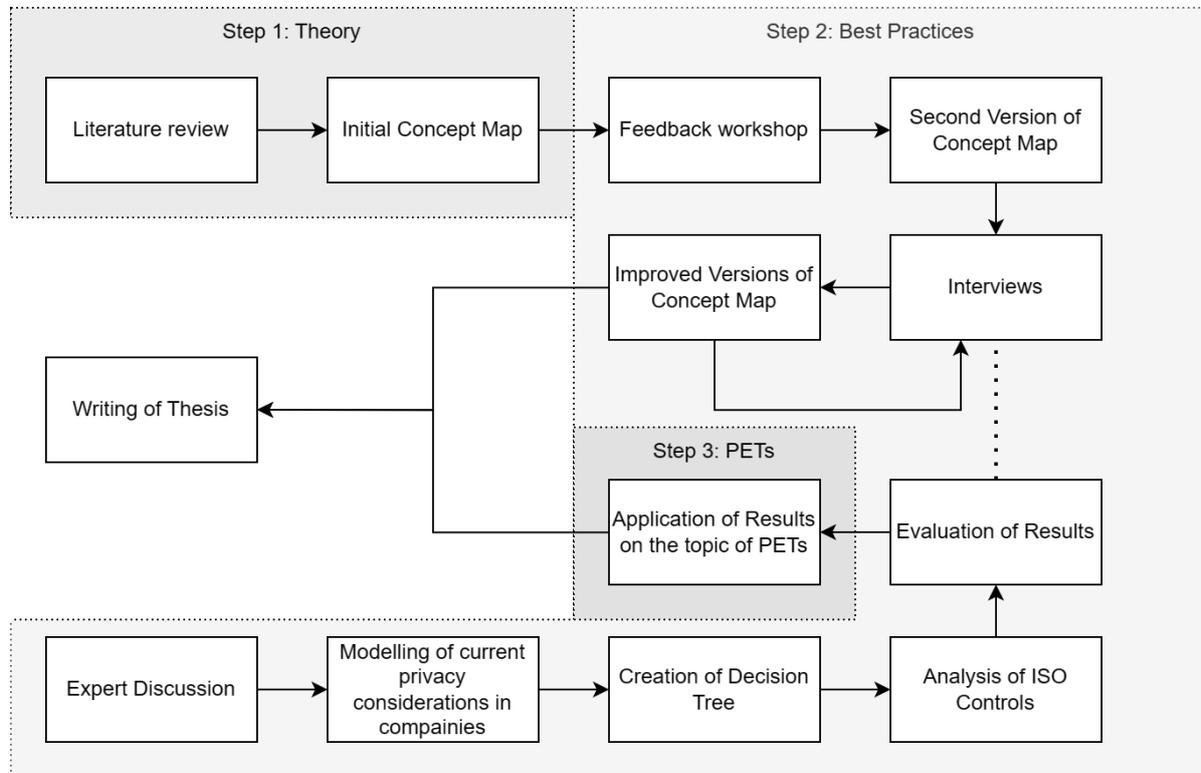 Step 1: Theory
Step 2: Best Practices
Literature review
Initial Concept Map
Feedback workshop
Second Version of
Concept Map
Improved Versions of
Concept Map
Interviews
Writing of Thesis
Step 3: PETs
Application of Results
on the topic of PETs
Evaluation of Results
Expert Discussion
Modelling of current
privacy
considerations in
compainies
Creation of Decision
Tree
Analysis of ISO
Controls